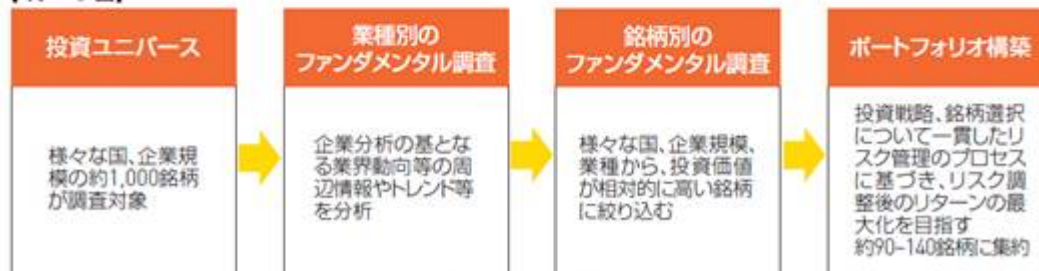 投資ユニバース
様々な国、企業規
模の約1,000銘柄
が調査対象
業種別の
ファンダメンタル調査
企業分析の基とな
る業界動向等の周
辺情報やトレンド等
を分析
銘柄別の
ファンダメンタル調査
様々な国、企業規模、
業種から、投資価値
が相対的に高い銘柄
に絞り込む
ポートフォリオ構築
投資戦略、銘柄選択
について一貫したリ
スク管理のプロセス
に基づき、リスク調
整後のリターンの最
大化を目指す
約90–140銘柄に集約